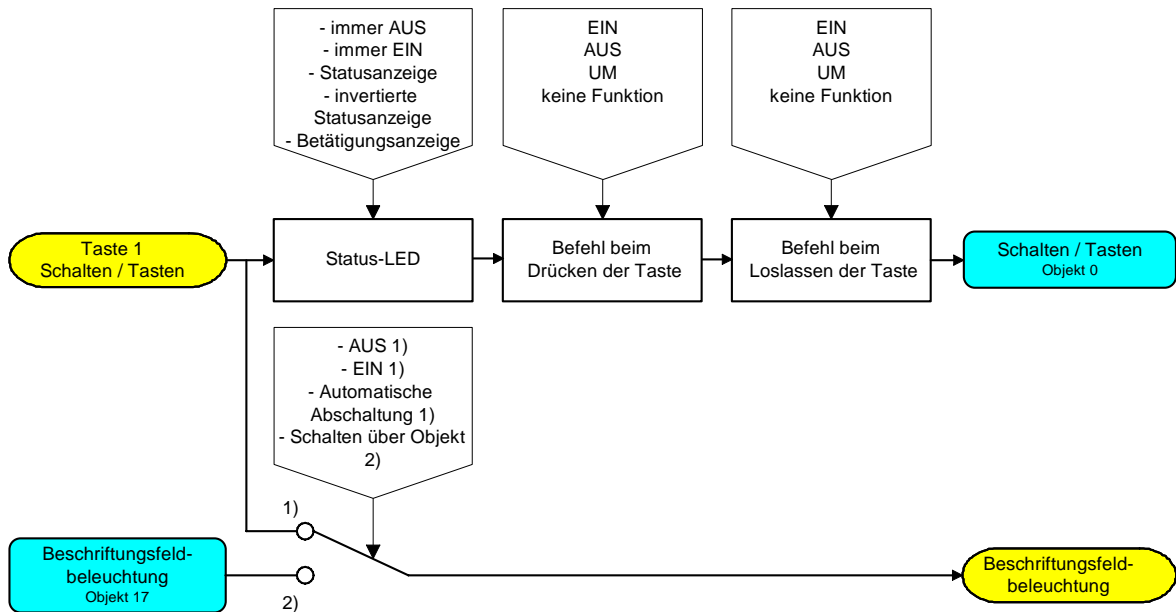 - immer AUS
- immer EIN
- Statusanzeige
- invertierte
Statusanzeige
- Betätigungsanzeige
EIN
AUS
UM
keine Funktion
EIN
AUS
UM
keine Funktion
Taste 1
Schalten / Tasten
Status-LED
Befehl beim
Drücken der Taste
Befehl beim
Loslassen der Taste
Schalten / Tasten
Objekt 0
- AUS 1)
- EIN 1)
- Automatische
Abschaltung 1)
- Schalten über Objekt
2)
1)
Beschriftungsfeld-
beleuchtung
Objekt 17
2)
Beschriftungsfeld-
beleuchtung